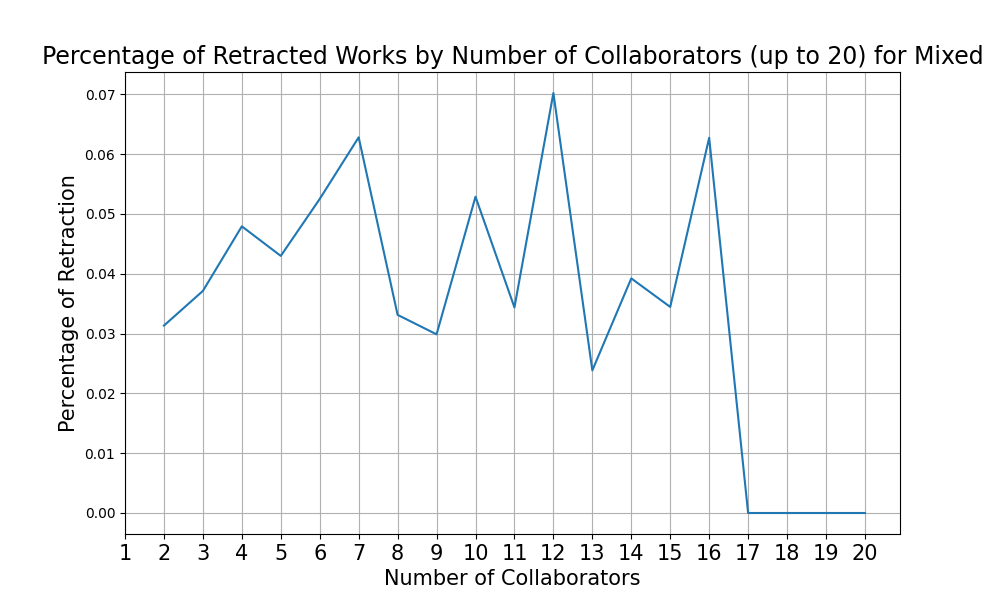 Percentage of Retracted Works by Number of Collaborators (up to 20) for Mixed
0.07
0.06
0.05
0.04
0.03
0.02
0.01
0.00
Percentage of Retraction
1 2 3 4 5 6 7 8 9 10 11 12 13 14 15 16 17 18 19 20
Number of Collaborators